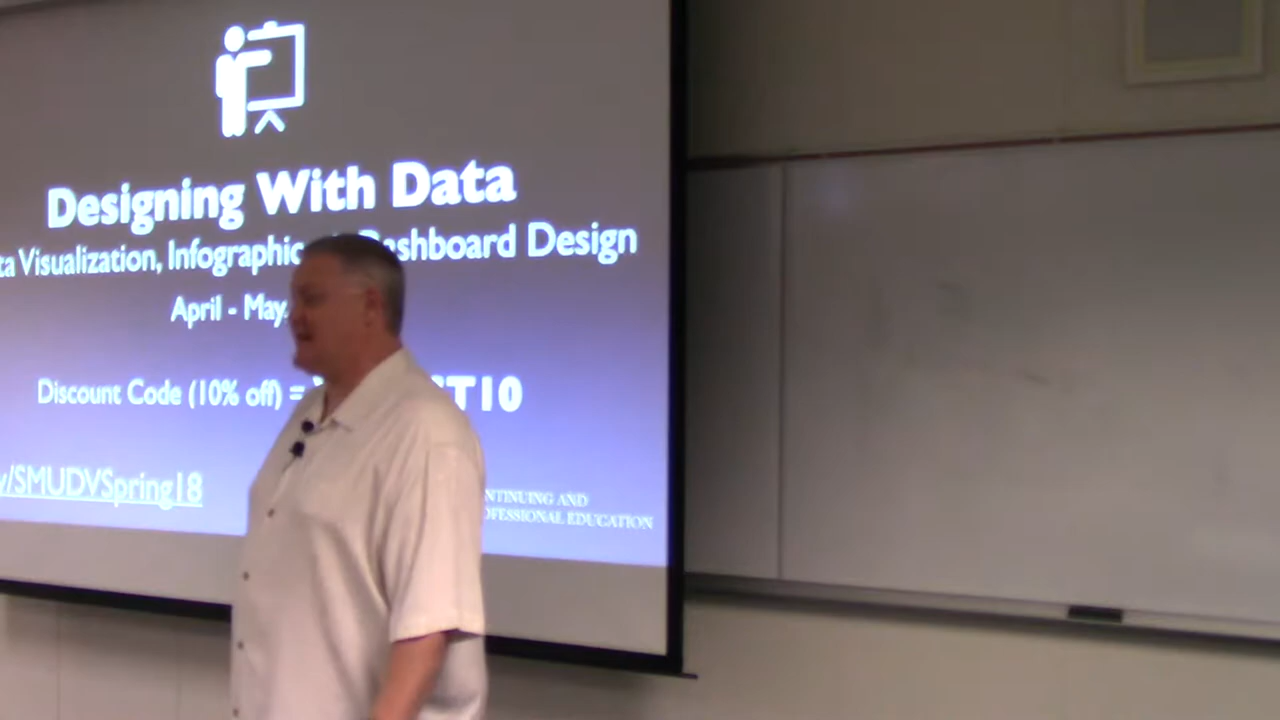 Designing With Data
ta Visualization, Infographic Dashboard Design
April - May
Discount Code (10% off) = T10
y/SMUDVSpring18
NTINUING AND
OFESSIONAL EDUCATION